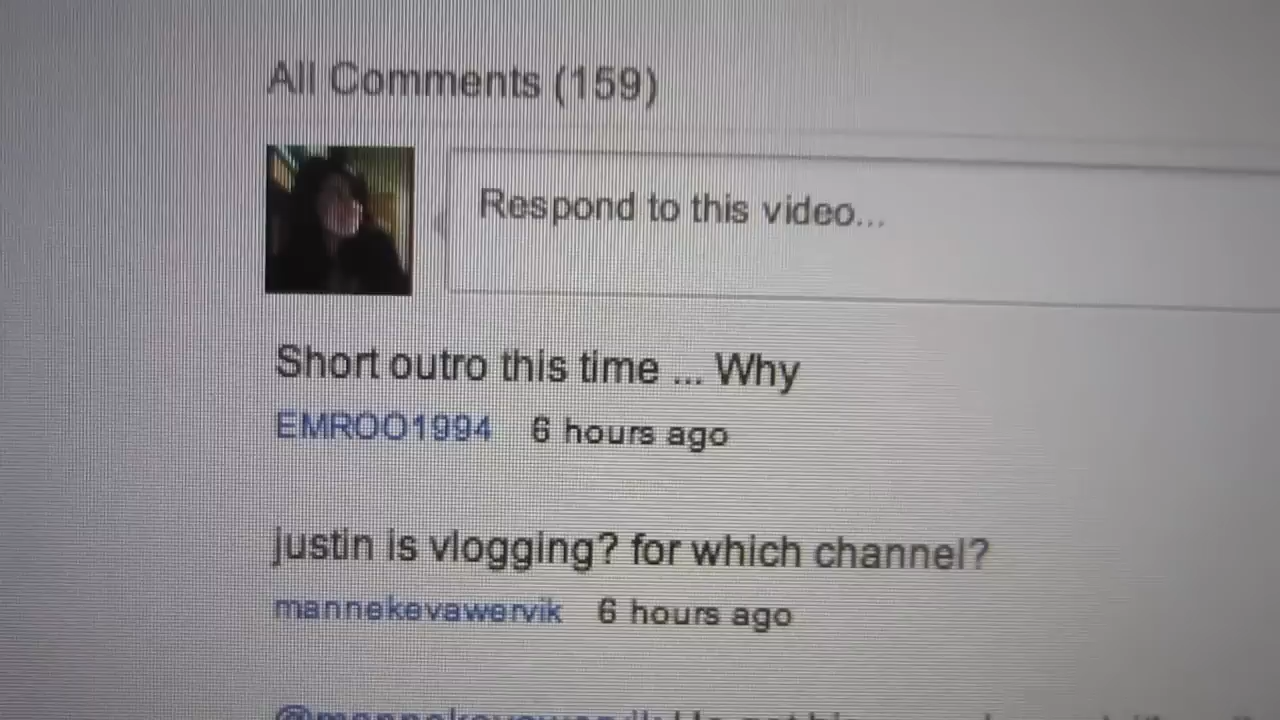 All Comments (159)
Respond to this video...
Short outro this time ... Why
EMROO1994 6 hours ago
justin is vlogging? for which channel?
mannekevawervik 6 hours ago